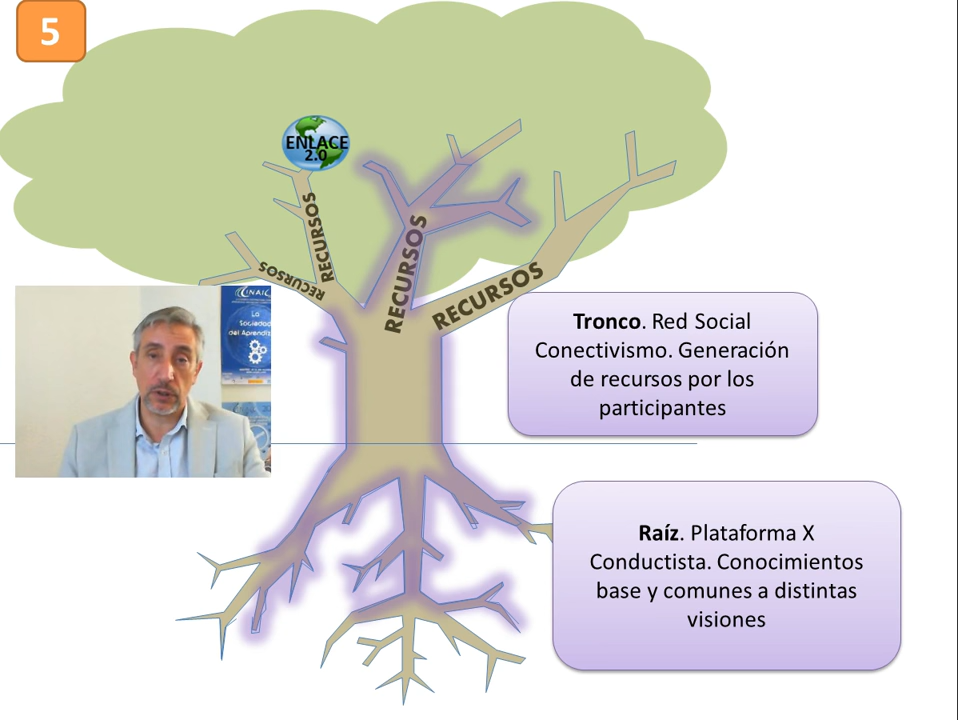 5
ENLACE
2.0
RECURSOS
RECURSOS
RECURSOS
RECURSOS
La
Sociedad
del Aprendiz
Tronco. Red Social
Conectivismo. Generación
de recursos por los
participantes
Raíz. Plataforma X
Conductista. Conocimientos
base y comunes a distintas
visiones